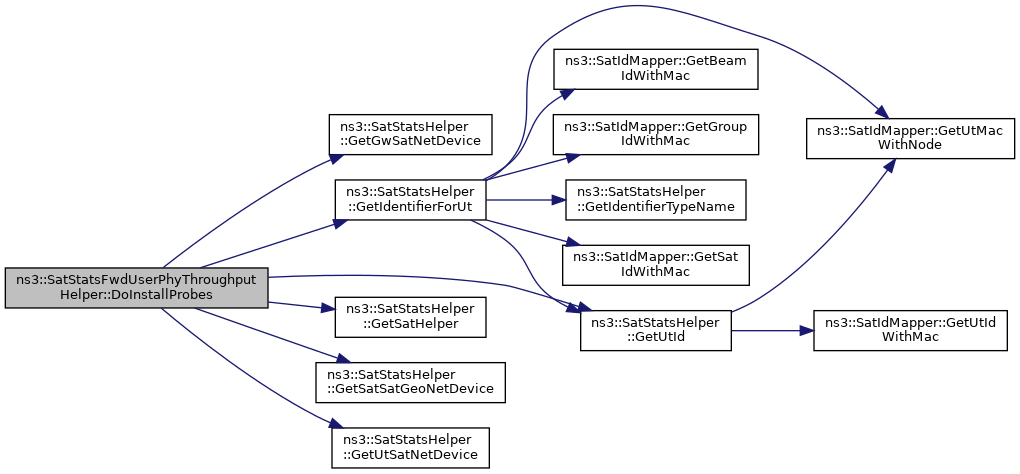 ns3::SatStatsFwdUserPhyThroughput
Helper::DoInstallProbes
ns3::SatStatsHelper
::GetGwSatNetDevice
ns3::SatStatsHelper
::GetIdentifierForUt
ns3::SatStatsHelper
::GetSatHelper
ns3::SatStatsHelper
::GetSatSatGeoNetDevice
ns3::SatStatsHelper
::GetUtSatNetDevice
ns3::SatIdMapper::GetBeam
IdWithMac
ns3::SatIdMapper::GetGroup
IdWithMac
ns3::SatStatsHelper
::GetIdentifierTypeName
ns3::SatIdMapper::GetSat
IdWithMac
ns3::SatStatsHelper
::GetUtId
ns3::SatIdMapper::GetUtMac
WithNode
ns3::SatIdMapper::GetUtId
WithMac